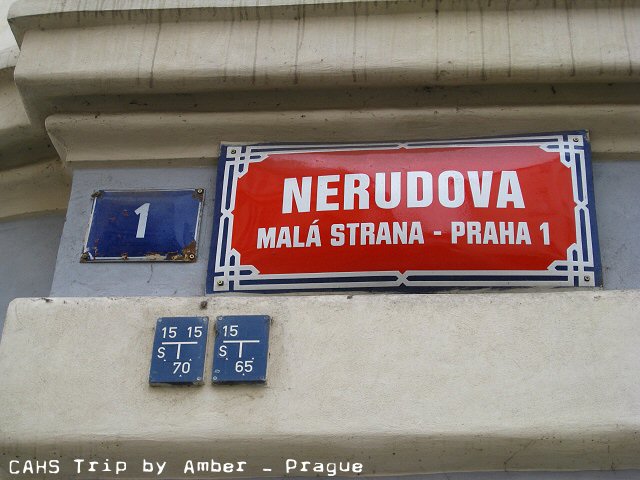 1
NERUDOVA
MALÁ STRANA - PRAHA 1
15 15
S
70
15
S
65
CAHS Trip by Amber - Prague